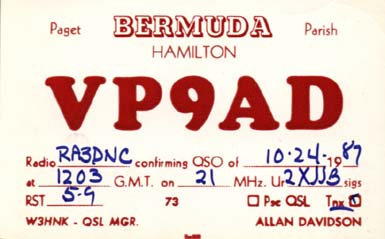 Paget BERMUDA Parish
HAMILTON
VP9AD
Radio RA3DNC confirming QSO of 10-24-1987
at 1203 G.M.T. on 21 MHz. Ur 2XJJB sigs
RST 5-9 73 Pse QSL Tnx
W3HNK - QSL MGR. ALLAN DAVIDSON